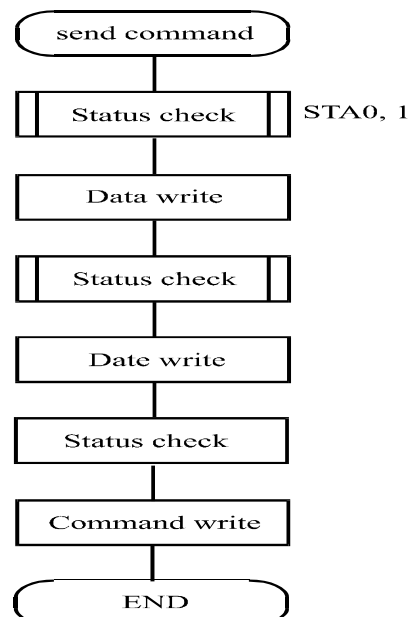 send command
Status check
STA0, 1
Data write
Status check
Date write
Status check
Command write
END